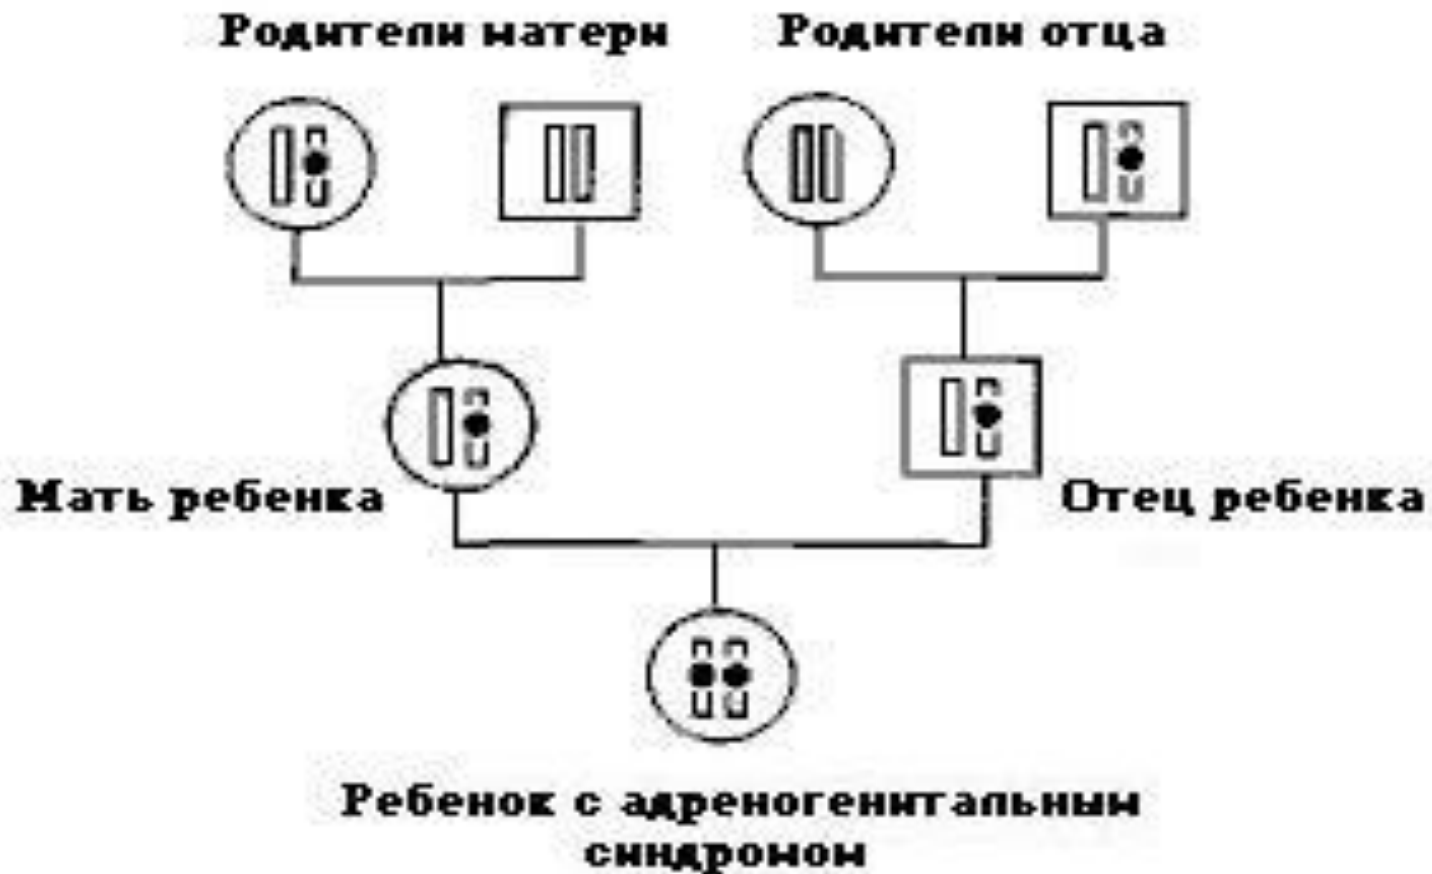 Родители матери
Родители отца
Мать ребенка
Отец ребенка
Ребенок с адреногенитальным
синдромом